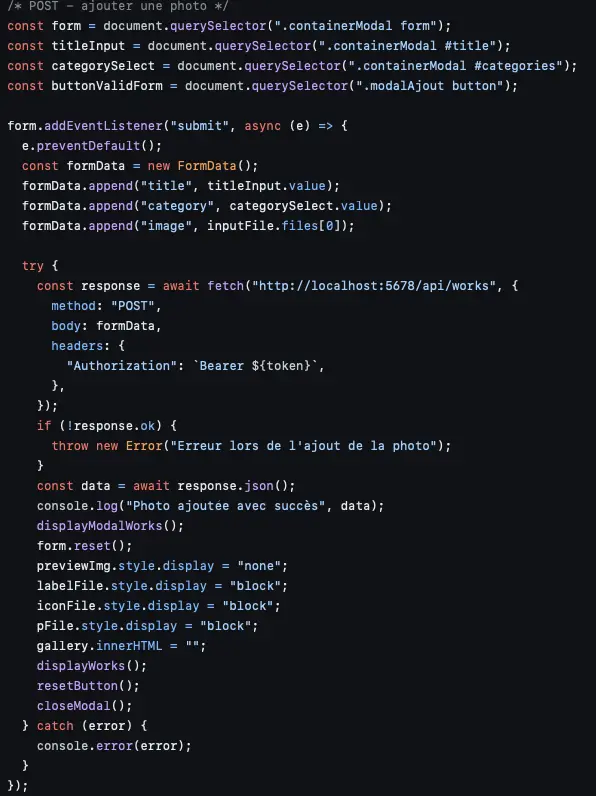 /* POST - ajouter une photo */
const form = document.querySelector(".containerModal form");
const titleInput = document.querySelector(".containerModal #title");
const categorySelect = document.querySelector(".containerModal #categories");
const buttonValidForm = document.querySelector(".modalAjout button");

form.addEventListener("submit", async (e) => {
  e.preventDefault();
  const formData = new FormData();
  formData.append("title", titleInput.value);
  formData.append("category", categorySelect.value);
  formData.append("image", inputFile.files[0]);

  try {
    const response = await fetch("http://localhost:5678/api/works", {
      method: "POST",
      body: formData,
      headers: {
        "Authorization": `Bearer ${token}`,
      },
    });
    if (!response.ok) {
      throw new Error("Erreur lors de l'ajout de la photo");
    }
    const data = await response.json();
    console.log("Photo ajoutée avec succès", data);
    displayModalWorks();
    form.reset();
    previewImg.style.display = "none";
    labelFile.style.display = "block";
    iconFile.style.display = "block";
    pFile.style.display = "block";
    gallery.innerHTML = "";
    displayWorks();
    resetButton();
    closeModal();
  } catch (error) {
    console.error(error);
  }
});